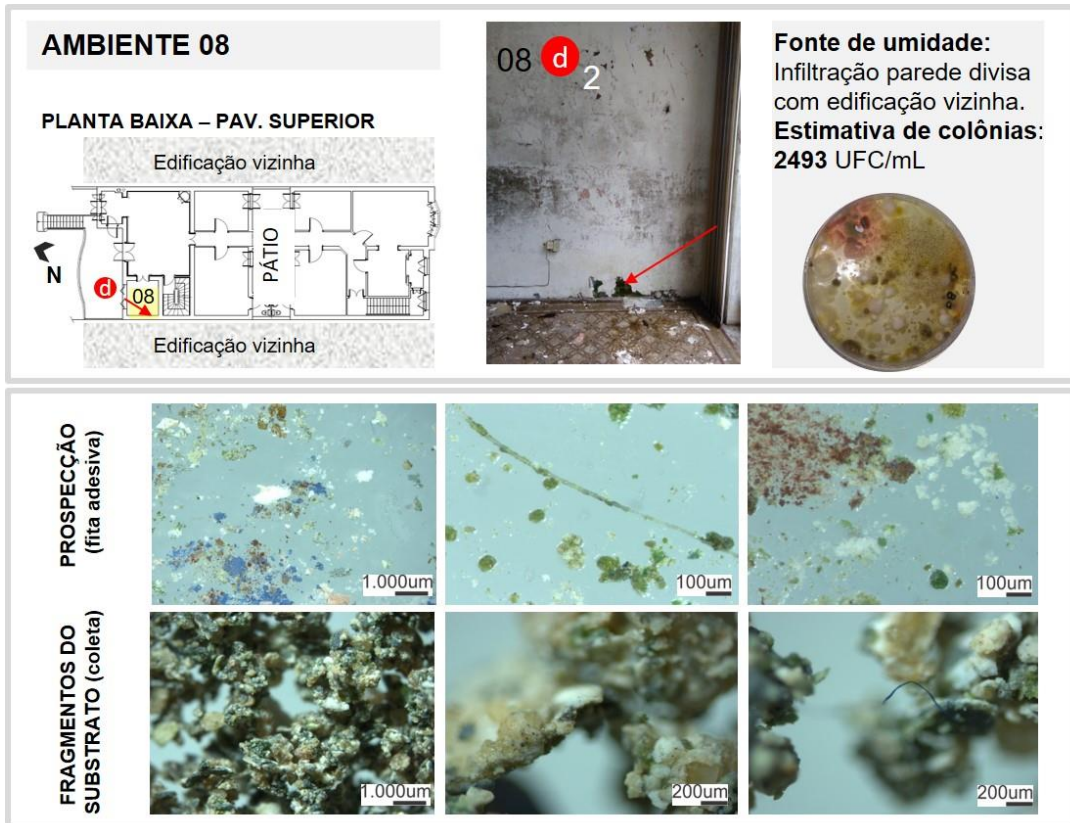 AMBIENTE 08
PLANTA BAIXA – PAV. SUPERIOR
Edificação vizinha
PÁTIO
N
d
08
Edificação vizinha
08 d 2
Fonte de umidade:
Infiltração parede divisa
com edificação vizinha.
Estimativa de colônias:
2493 UFC/mL
PROSPECÇÃO
(fita adesiva)
1.000um
100um
100um
FRAGMENTOS DO
SUBSTRATO (coleta)
1.000um
200um
200um